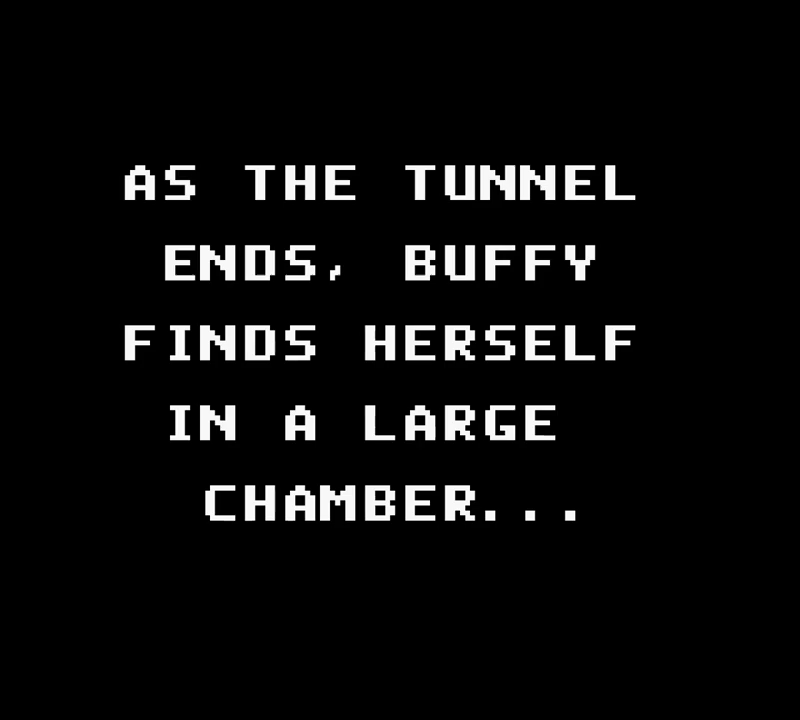 AS THE TUNNEL
ENDS, BUFFY
FINDS HERSELF
IN A LARGE
CHAMBER...